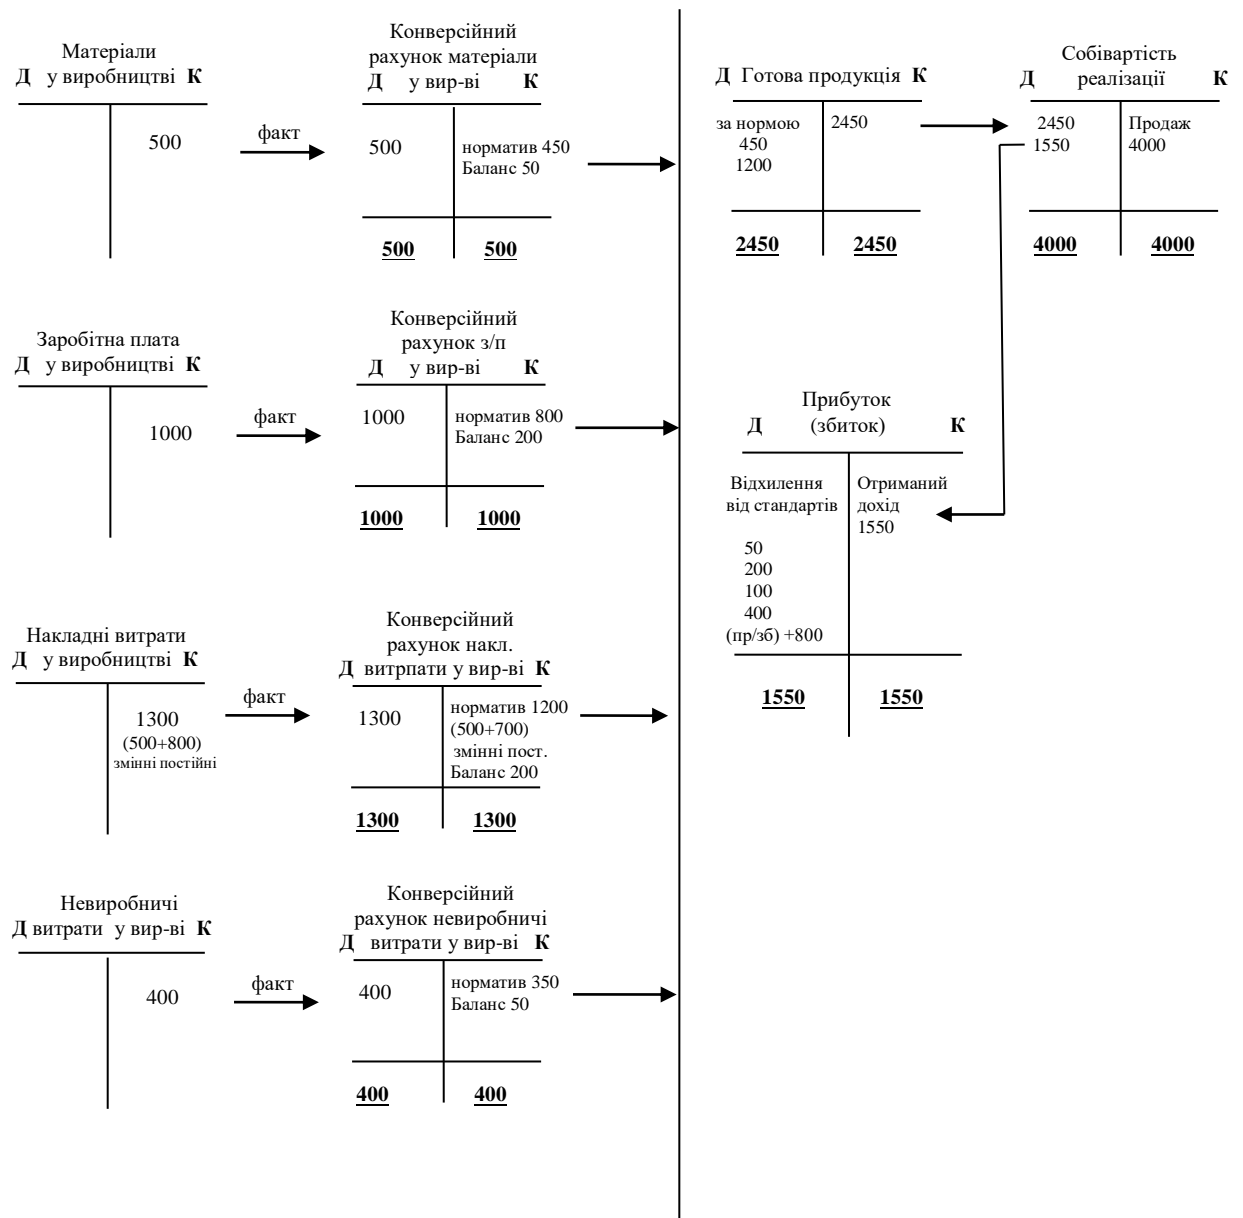 Матеріали
Д у виробництві К
500
факт
Конверсійний
рахунок матеріали
Д у вир-ві К
500
норматив 450
Баланс 50
500 500
Д Готова продукція К
за нормою
450
1200
2450
2450 2450
Собівартість
Д реалізації К
2450
1550
Продаж
4000
4000 4000
Заробітна плата
Д у виробництві К
1000
факт
Конверсійний
рахунок з/п
Д у вир-ві К
1000
норматив 800
Баланс 200
1000 1000
Прибуток
Д (збиток) К
Відхилення
від стандартів
50
200
100
400
(пр/зб) +800
Отриманий
дохід
1550
1550 1550
Накладні витрати
Д у виробництві К
1300
(500+800)
змінні постійні
факт
Конверсійний
рахунок накл.
Д витрпати у вир-ві К
1300
норматив 1200
(500+700)
змінні пост.
Баланс 200
1300 1300
Невиробничі
Д витрати у вир-ві К
400
факт
Конверсійний
рахунок невиробничі
Д витрати у вир-ві К
400
норматив 350
Баланс 50
400 400